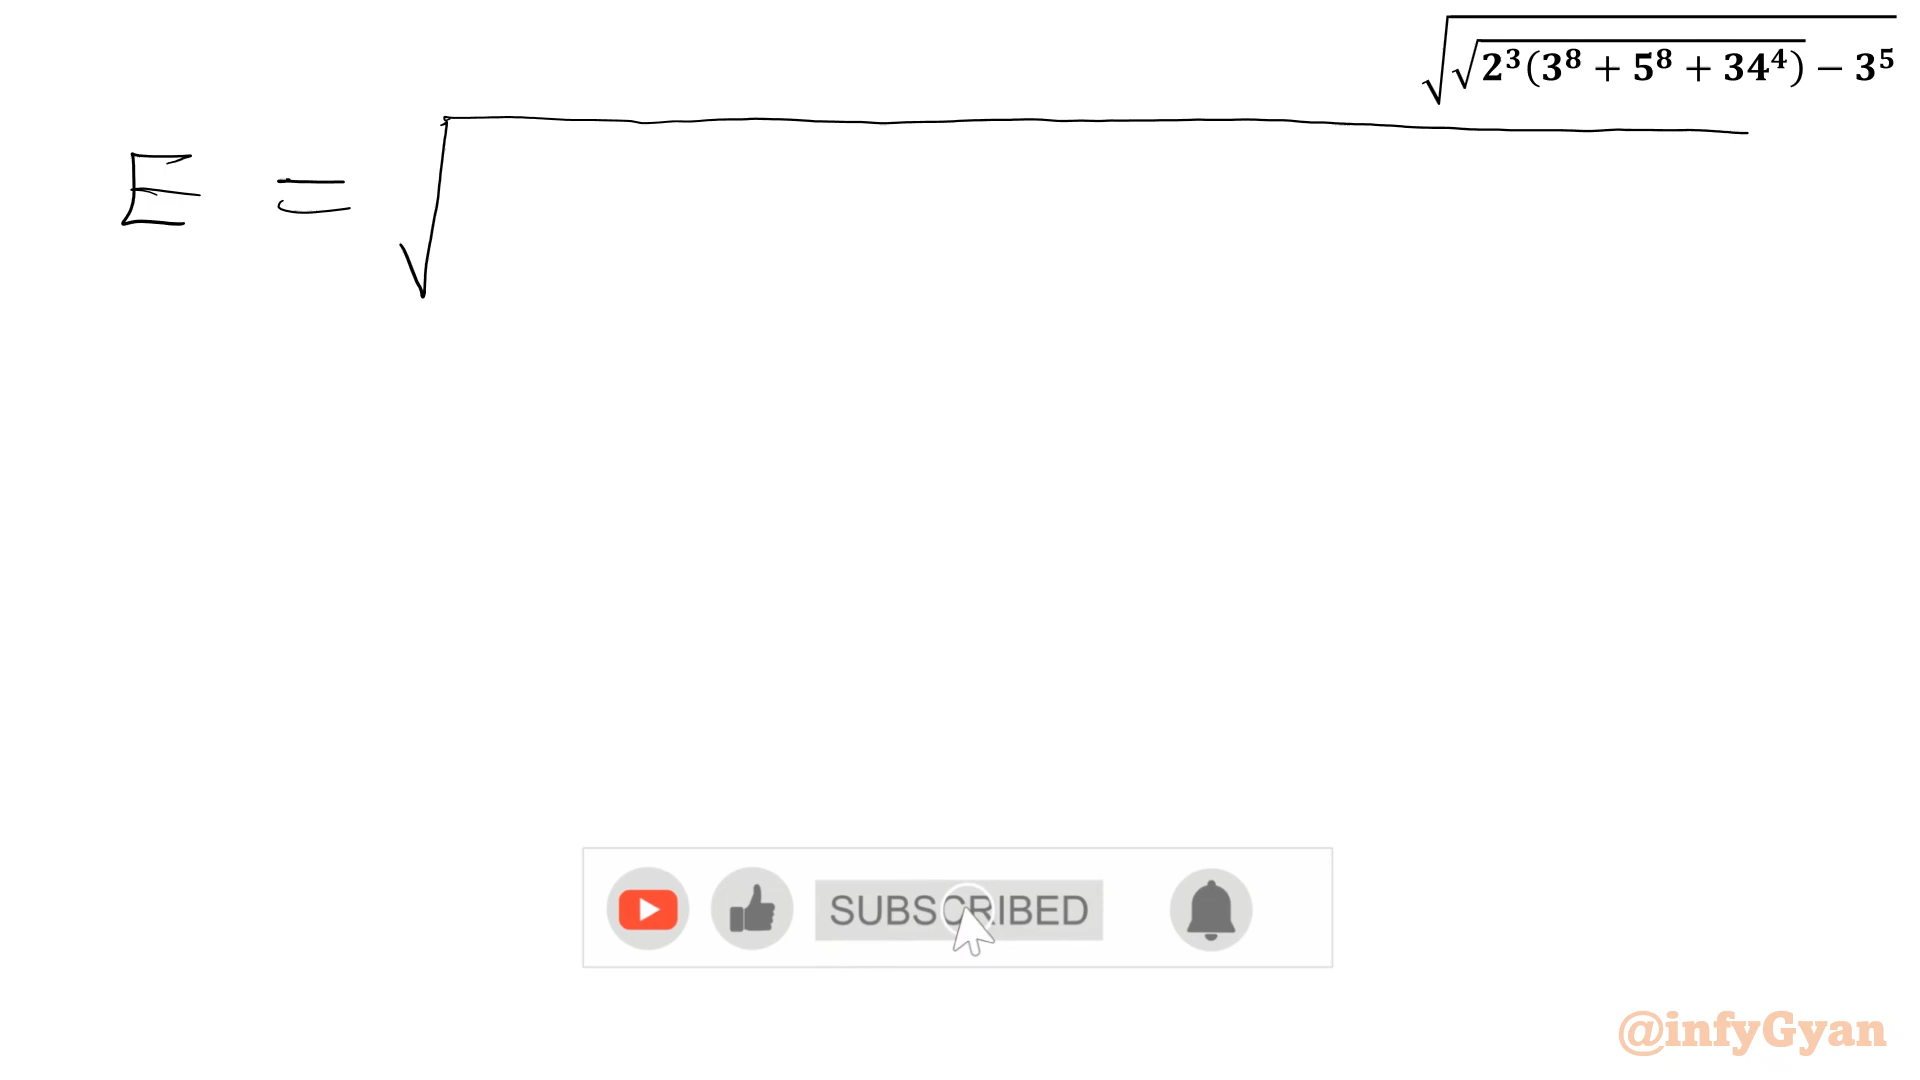 √(√(2³(3⁸ + 5⁸ + 34⁴)) − 3⁵)
E = √
SUBSCRIBED
@infyGyan